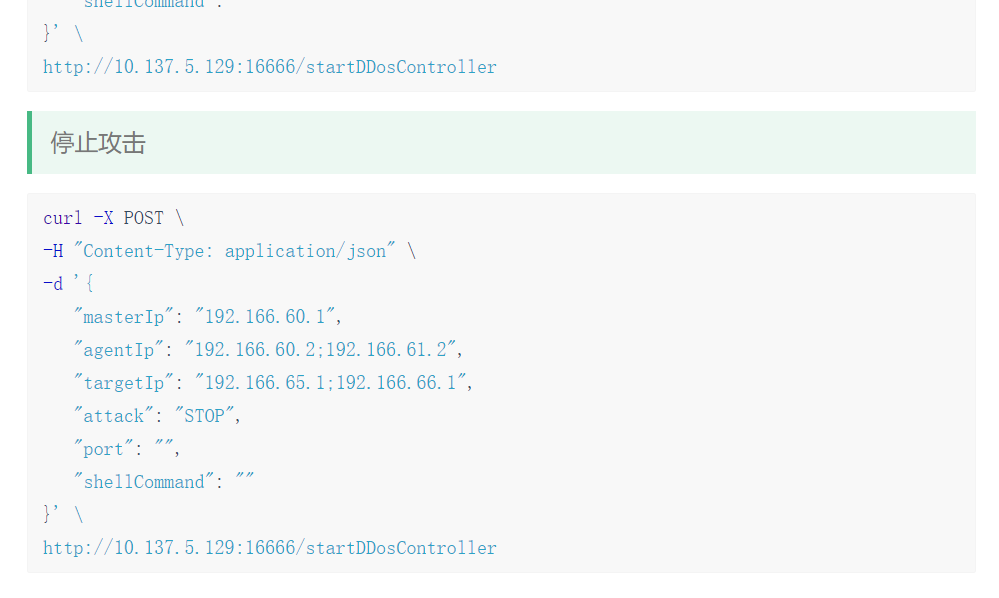 "shellCommand":
}' \
http://10.137.5.129:16666/startDDosController
停止攻击
curl -X POST \
-H "Content-Type: application/json" \
-d '{
"masterIp": "192.166.60.1",
"agentIp": "192.166.60.2;192.166.61.2",
"targetIp": "192.166.65.1;192.166.66.1",
"attack": "STOP",
"port": "",
"shellCommand": ""
}' \
http://10.137.5.129:16666/startDDosController